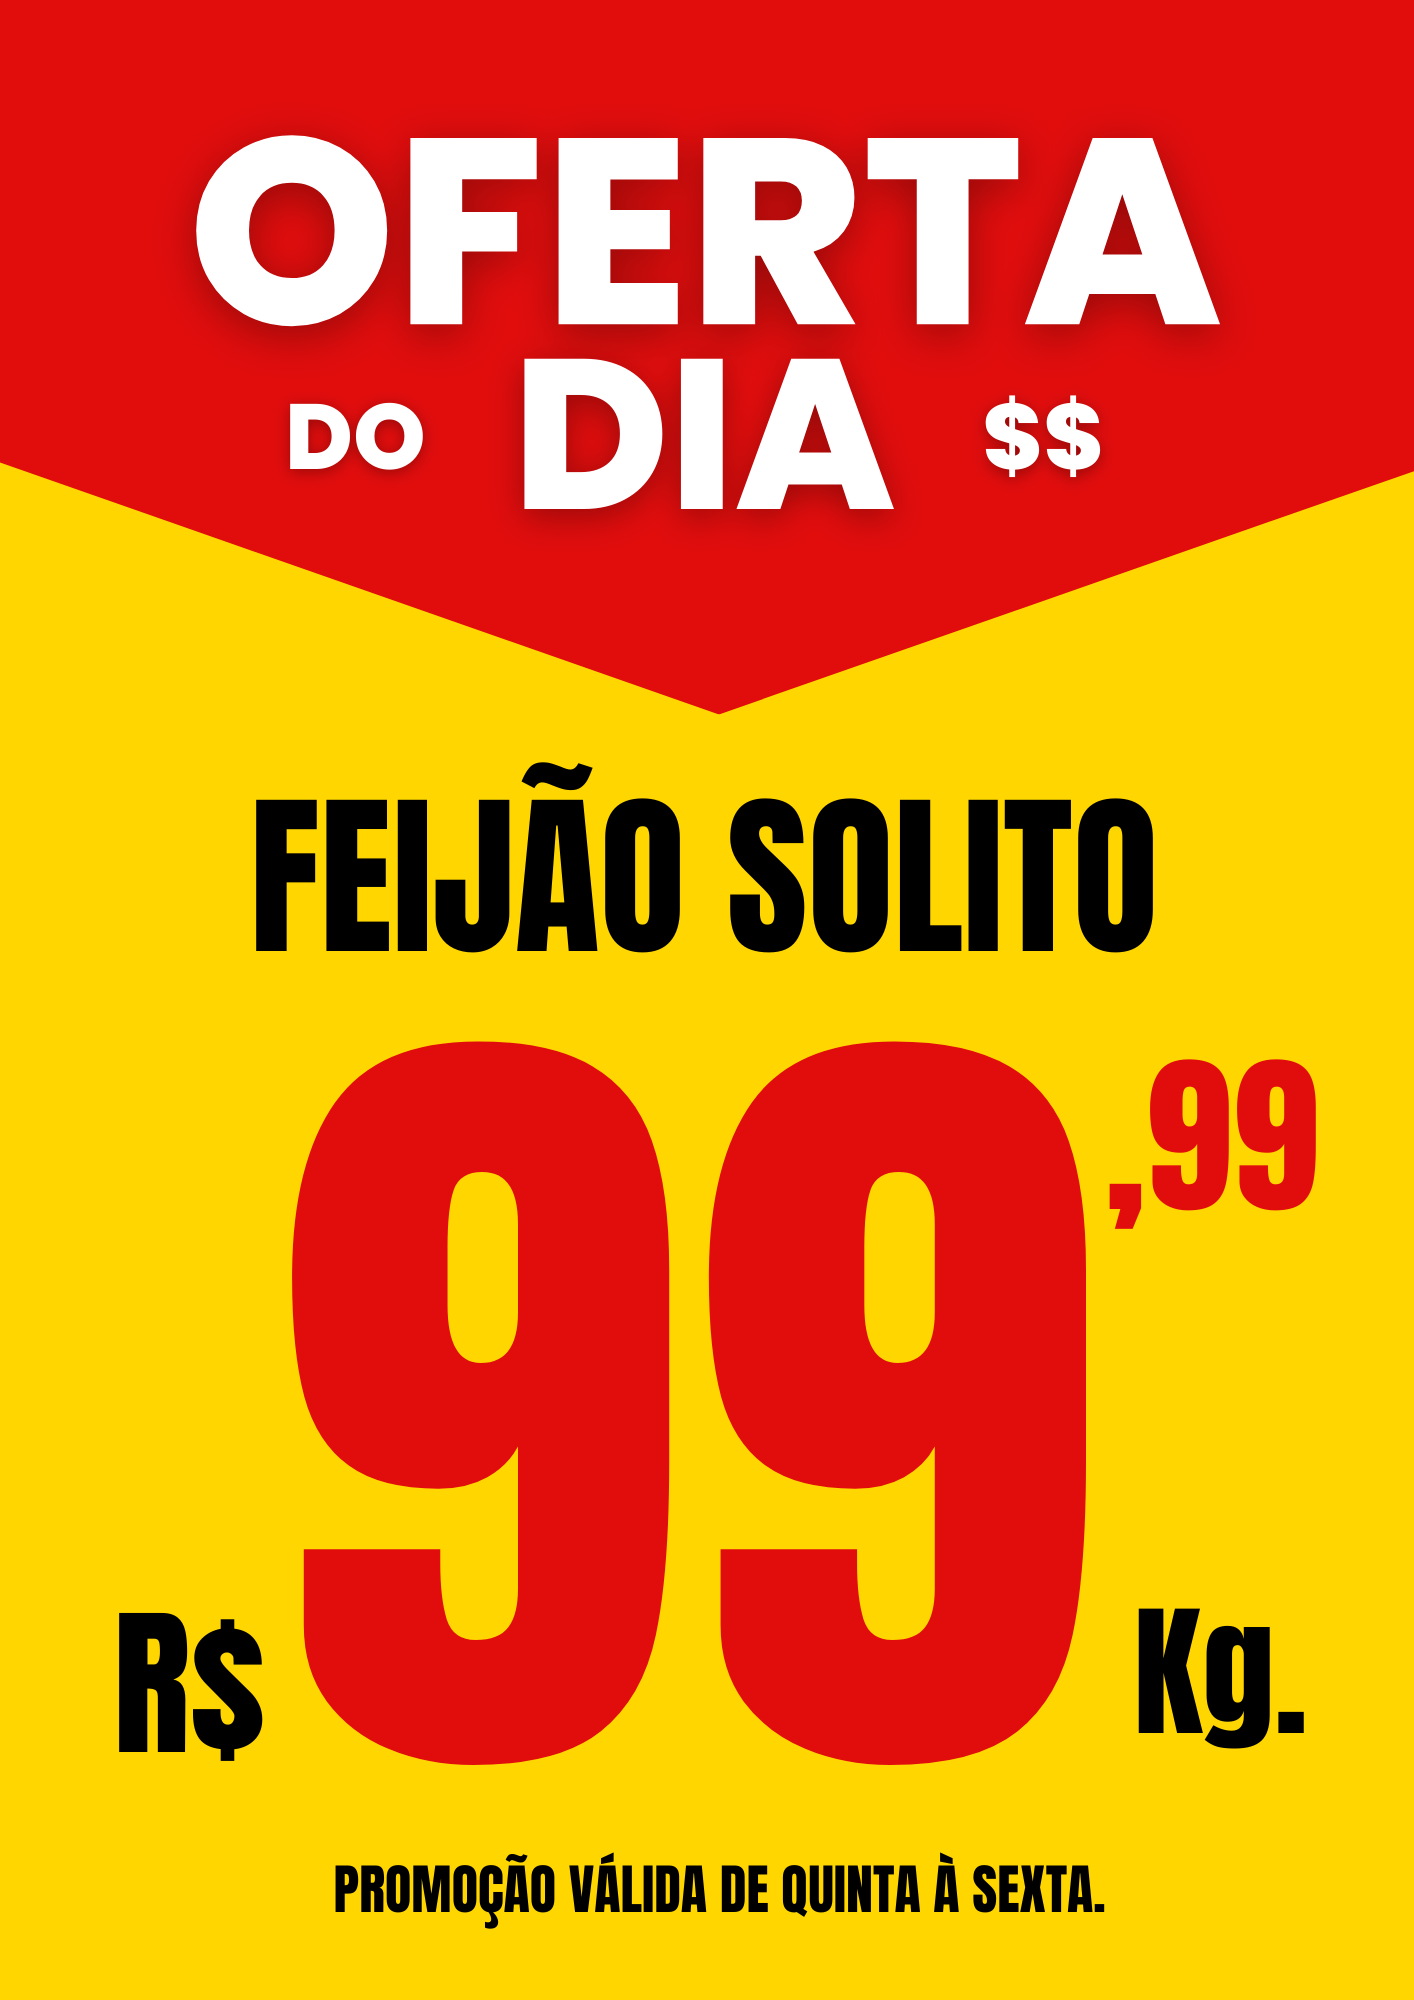 OFERTA
DO DIA $$
FEIJÃO SOLITO
R$ 99,99 Kg.
PROMOÇÃO VÁLIDA DE QUINTA À SEXTA.